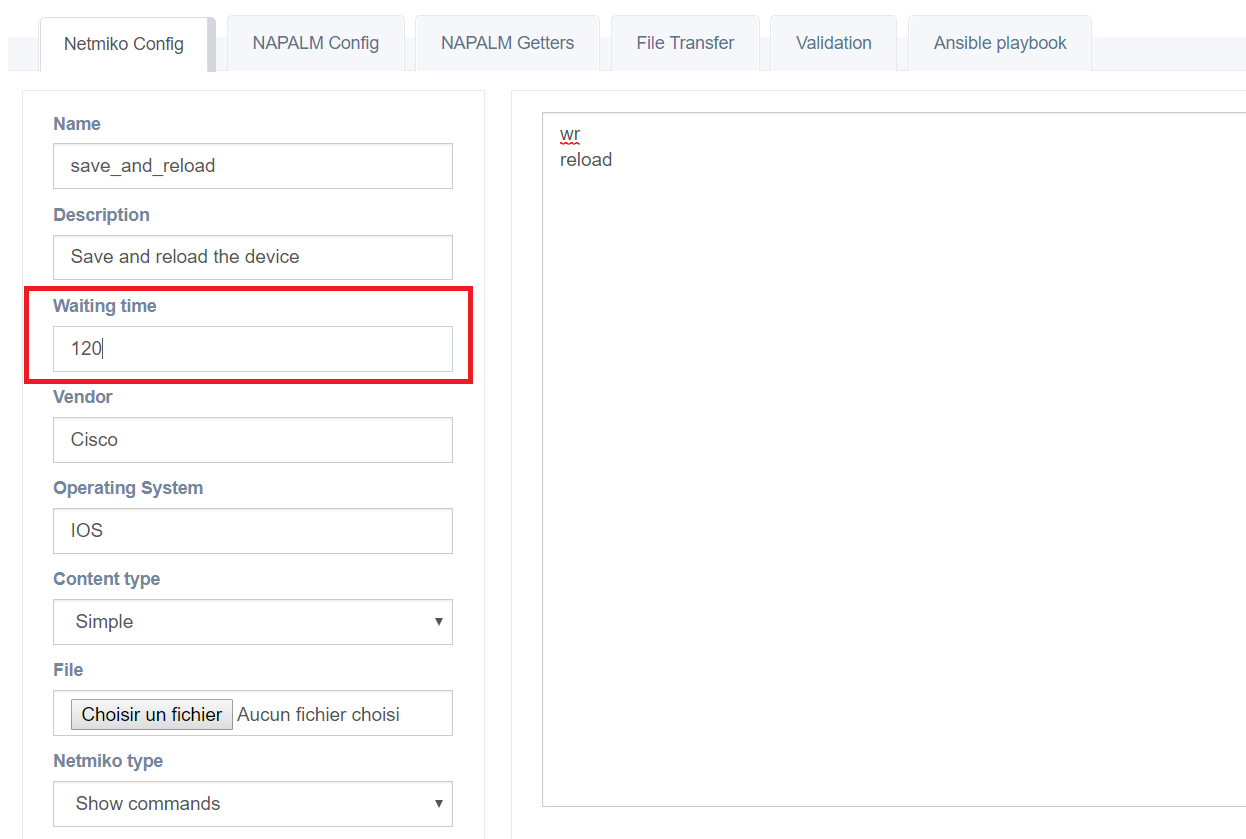 Netmiko Config
NAPALM Config
NAPALM Getters
File Transfer
Validation
Ansible playbook
Name
save_and_reload
Description
Save and reload the device
Waiting time
120
Vendor
Cisco
Operating System
IOS
Content type
Simple
File
Choisir un fichier Aucun fichier choisi
Netmiko type
Show commands
wr
reload